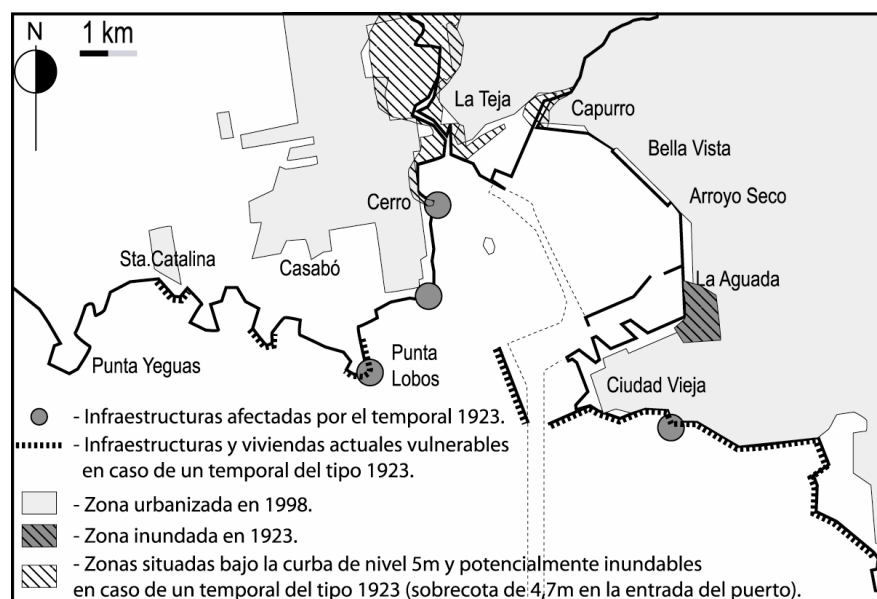 N
1 km
La Teja
Capurro
Bella Vista
Cerro
Arroyo Seco
Sta.Catalina
Casabó
La Aguada
Punta Yeguas
Punta
Lobos
Ciudad Vieja
- Infraestructuras afectadas por el temporal 1923.
- Infraestructuras y viviendas actuales vulnerables
en caso de un temporal del tipo 1923.
- Zona urbanizada en 1998.
- Zona inundada en 1923.
- Zonas situadas bajo la curba de nivel 5m y potencialmente inundables
en caso de un temporal del tipo 1923 (sobrecota de 4,7m en la entrada del puerto).